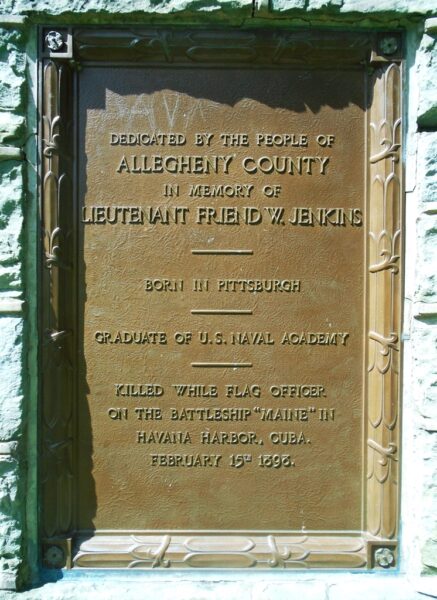 DEDICATED BY THE PEOPLE OF
ALLEGHENY COUNTY
IN MEMORY OF
LIEUTENANT FRIEND W. JENKINS
BORN IN PITTSBURGH
GRADUATE OF U.S. NAVAL ACADEMY
KILLED WHILE FLAG OFFICER
ON THE BATTLESHIP "MAINE" IN
HAVANA HARBOR, CUBA.
FEBRUARY 15TH 1898.